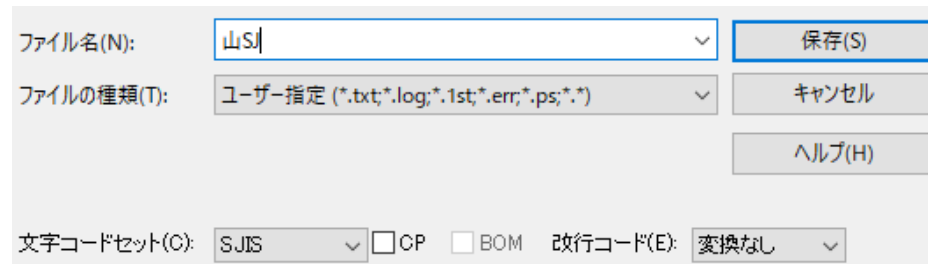 ファイル名(N): 山SJ 保存(S)
ファイルの種類(T): ユーザー指定 (*.txt;*.log;*.1st;*.err;*.ps;*.*) キャンセル
ヘルプ(H)
文字コードセット(C): SJIS CP BOM 改行コード(E): 変換なし